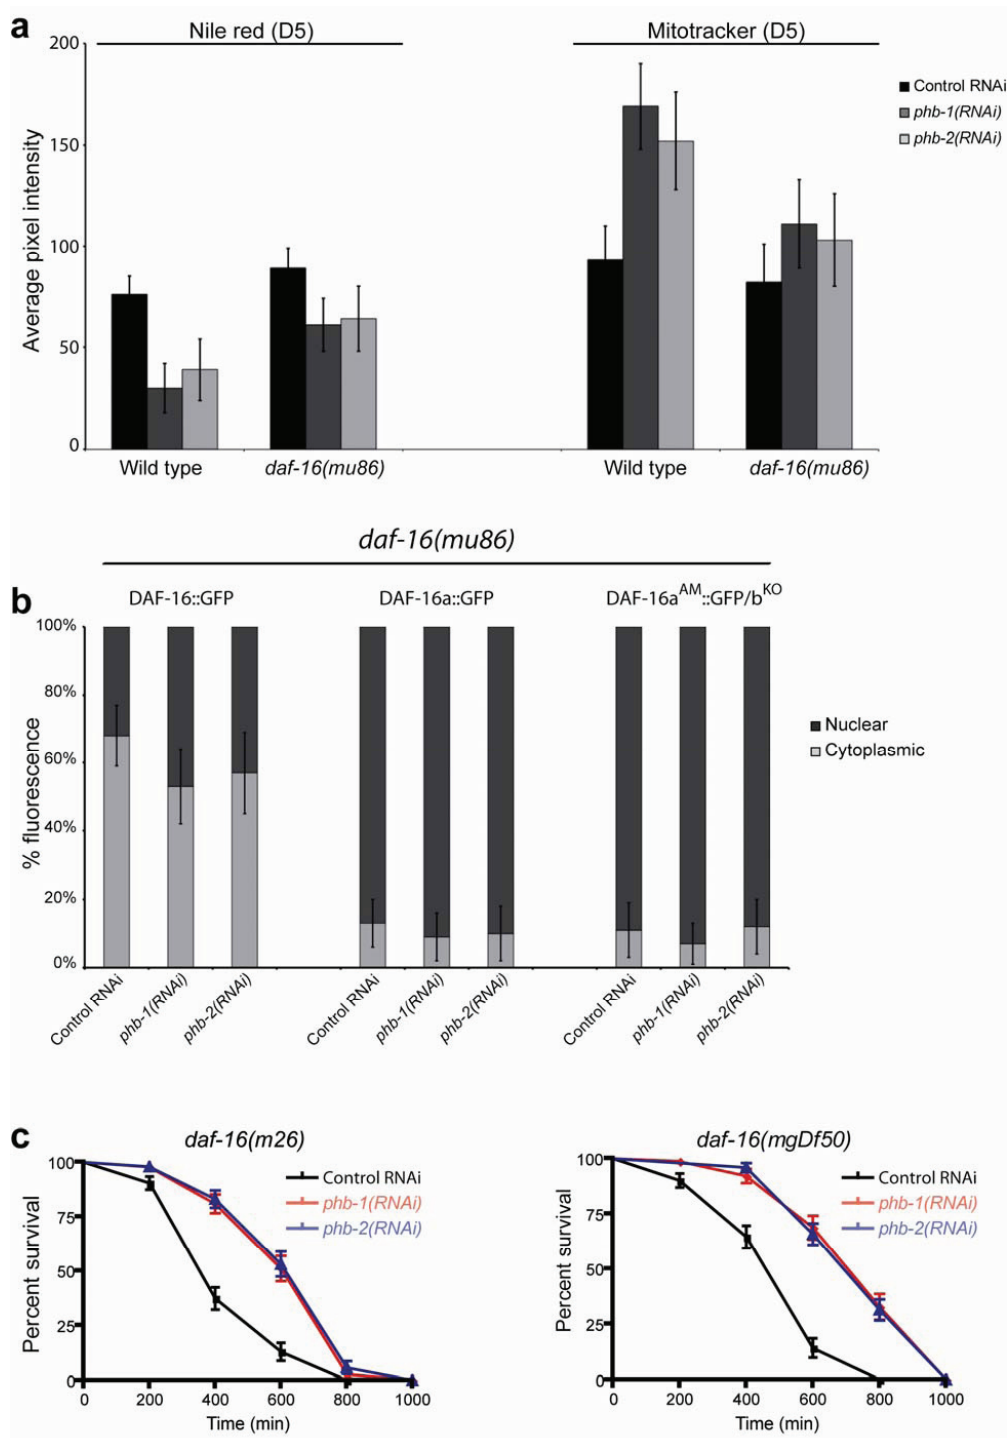 a
Nile red (D5)
Mitotracker (D5)
200
150
100
50
0
Average pixel intensity
Control RNAi
phb-1(RNAi)
phb-2(RNAi)
Wild type
daf-16(mu86)
Wild type
daf-16(mu86)
daf-16(mu86)
b
DAF-16::GFP
DAF-16a::GFP
DAF-16aAM::GFP/bKO
100%
80%
60%
40%
20%
0%
% fluorescence
Nuclear
Cytoplasmic
Control RNAi
phb-1(RNAi)
phb-2(RNAi)
Control RNAi
phb-1(RNAi)
phb-2(RNAi)
Control RNAi
phb-1(RNAi)
phb-2(RNAi)
c
daf-16(m26)
100
75
50
25
0
Percent survival
Control RNAi
phb-1(RNAi)
phb-2(RNAi)
0 200 400 600 800 1000
Time (min)
daf-16(mgDf50)
100
75
50
25
0
Percent survival
Control RNAi
phb-1(RNAi)
phb-2(RNAi)
0 200 400 600 800 1000
Time (min)